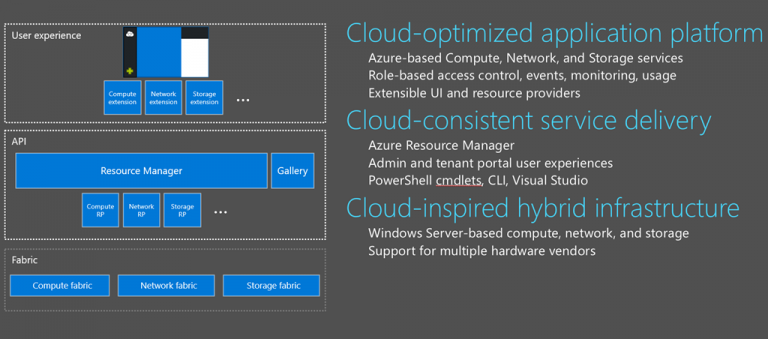 User experience
Compute
extension
Network
extension
Storage
extension
...
API
Resource Manager
Gallery
Compute
RP
Network
RP
Storage
RP
...
Fabric
Compute fabric
Network fabric
Storage fabric
Cloud-optimized application platform
Azure-based Compute, Network, and Storage services
Role-based access control, events, monitoring, usage
Extensible UI and resource providers
Cloud-consistent service delivery
Azure Resource Manager
Admin and tenant portal user experiences
PowerShell cmdlets, CLI, Visual Studio
Cloud-inspired hybrid infrastructure
Windows Server-based compute, network, and storage
Support for multiple hardware vendors